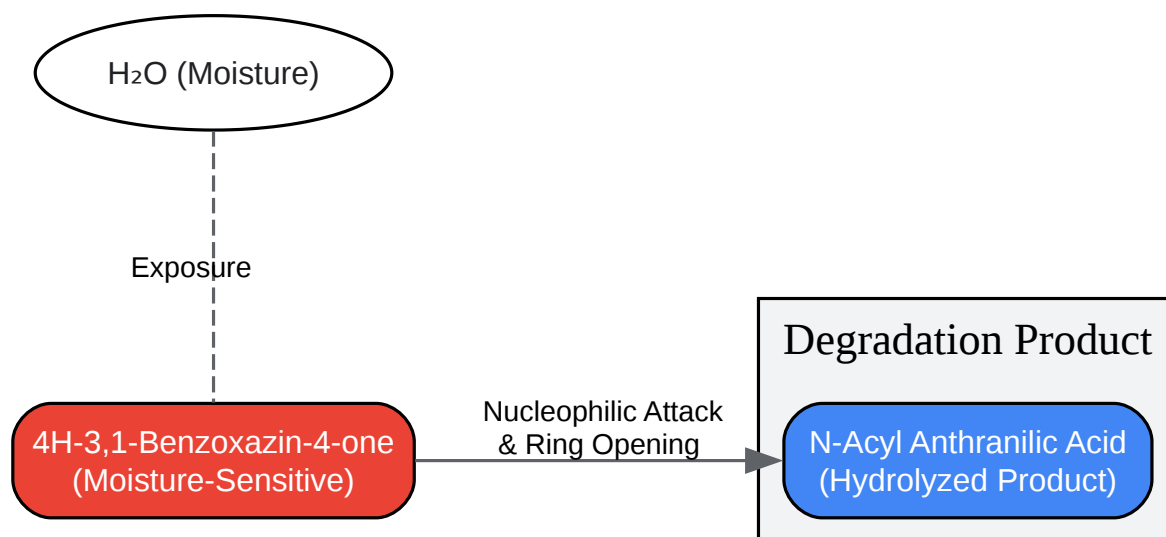 H₂O (Moisture)
Exposure
Degradation Product
4H-3,1-Benzoxazin-4-one
(Moisture-Sensitive)
Nucleophilic Attack
& Ring Opening
N-Acyl Anthranilic Acid
(Hydrolyzed Product)